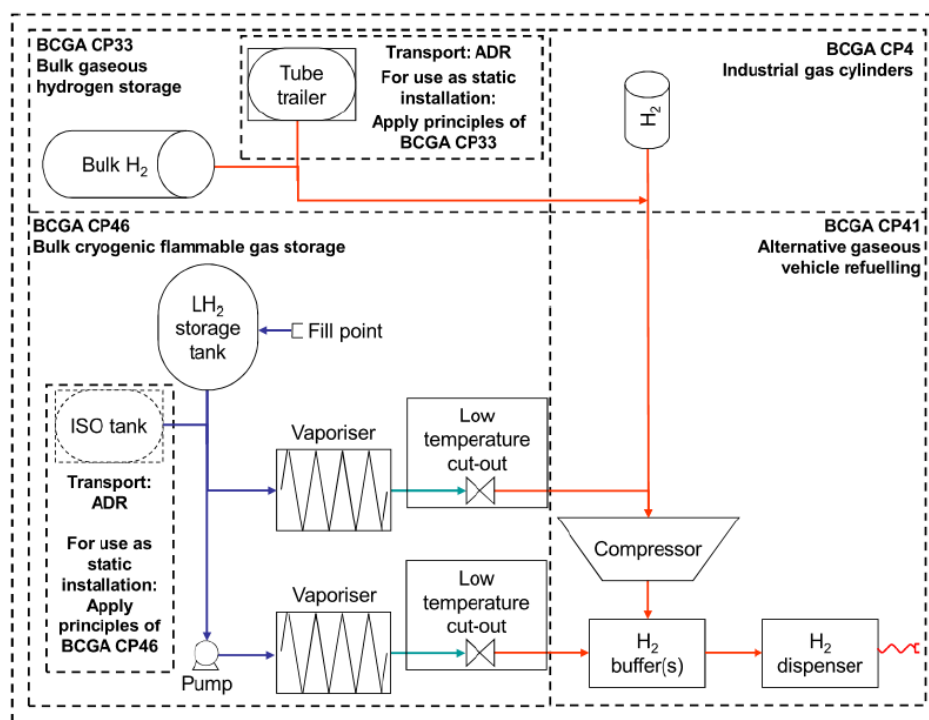 BCGA CP33
Bulk gaseous
hydrogen storage
Tube
trailer
Transport: ADR
For use as static
installation:
Apply principles of
BCGA CP33
BCGA CP4
Industrial gas cylinders
H2
Bulk H2
BCGA CP46
Bulk cryogenic flammable gas storage
BCGA CP41
Alternative gaseous
vehicle refuelling
LH2
storage
tank
Fill point
ISO tank
Transport:
ADR
For use as
static
installation:
Apply
principles of
BCGA CP46
Vaporiser
Low
temperature
cut-out
Compressor
Pump
Vaporiser
Low
temperature
cut-out
H2
buffer(s)
H2
dispenser